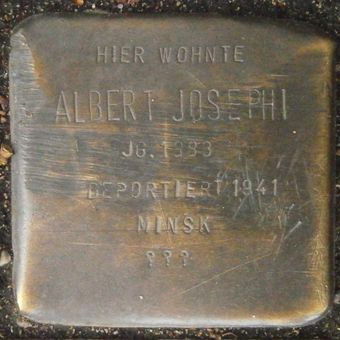 HIER WOHNTE
ALBERT JOSEPHI
JG. 1883
DEPORTIERT 1941
MINSK
???